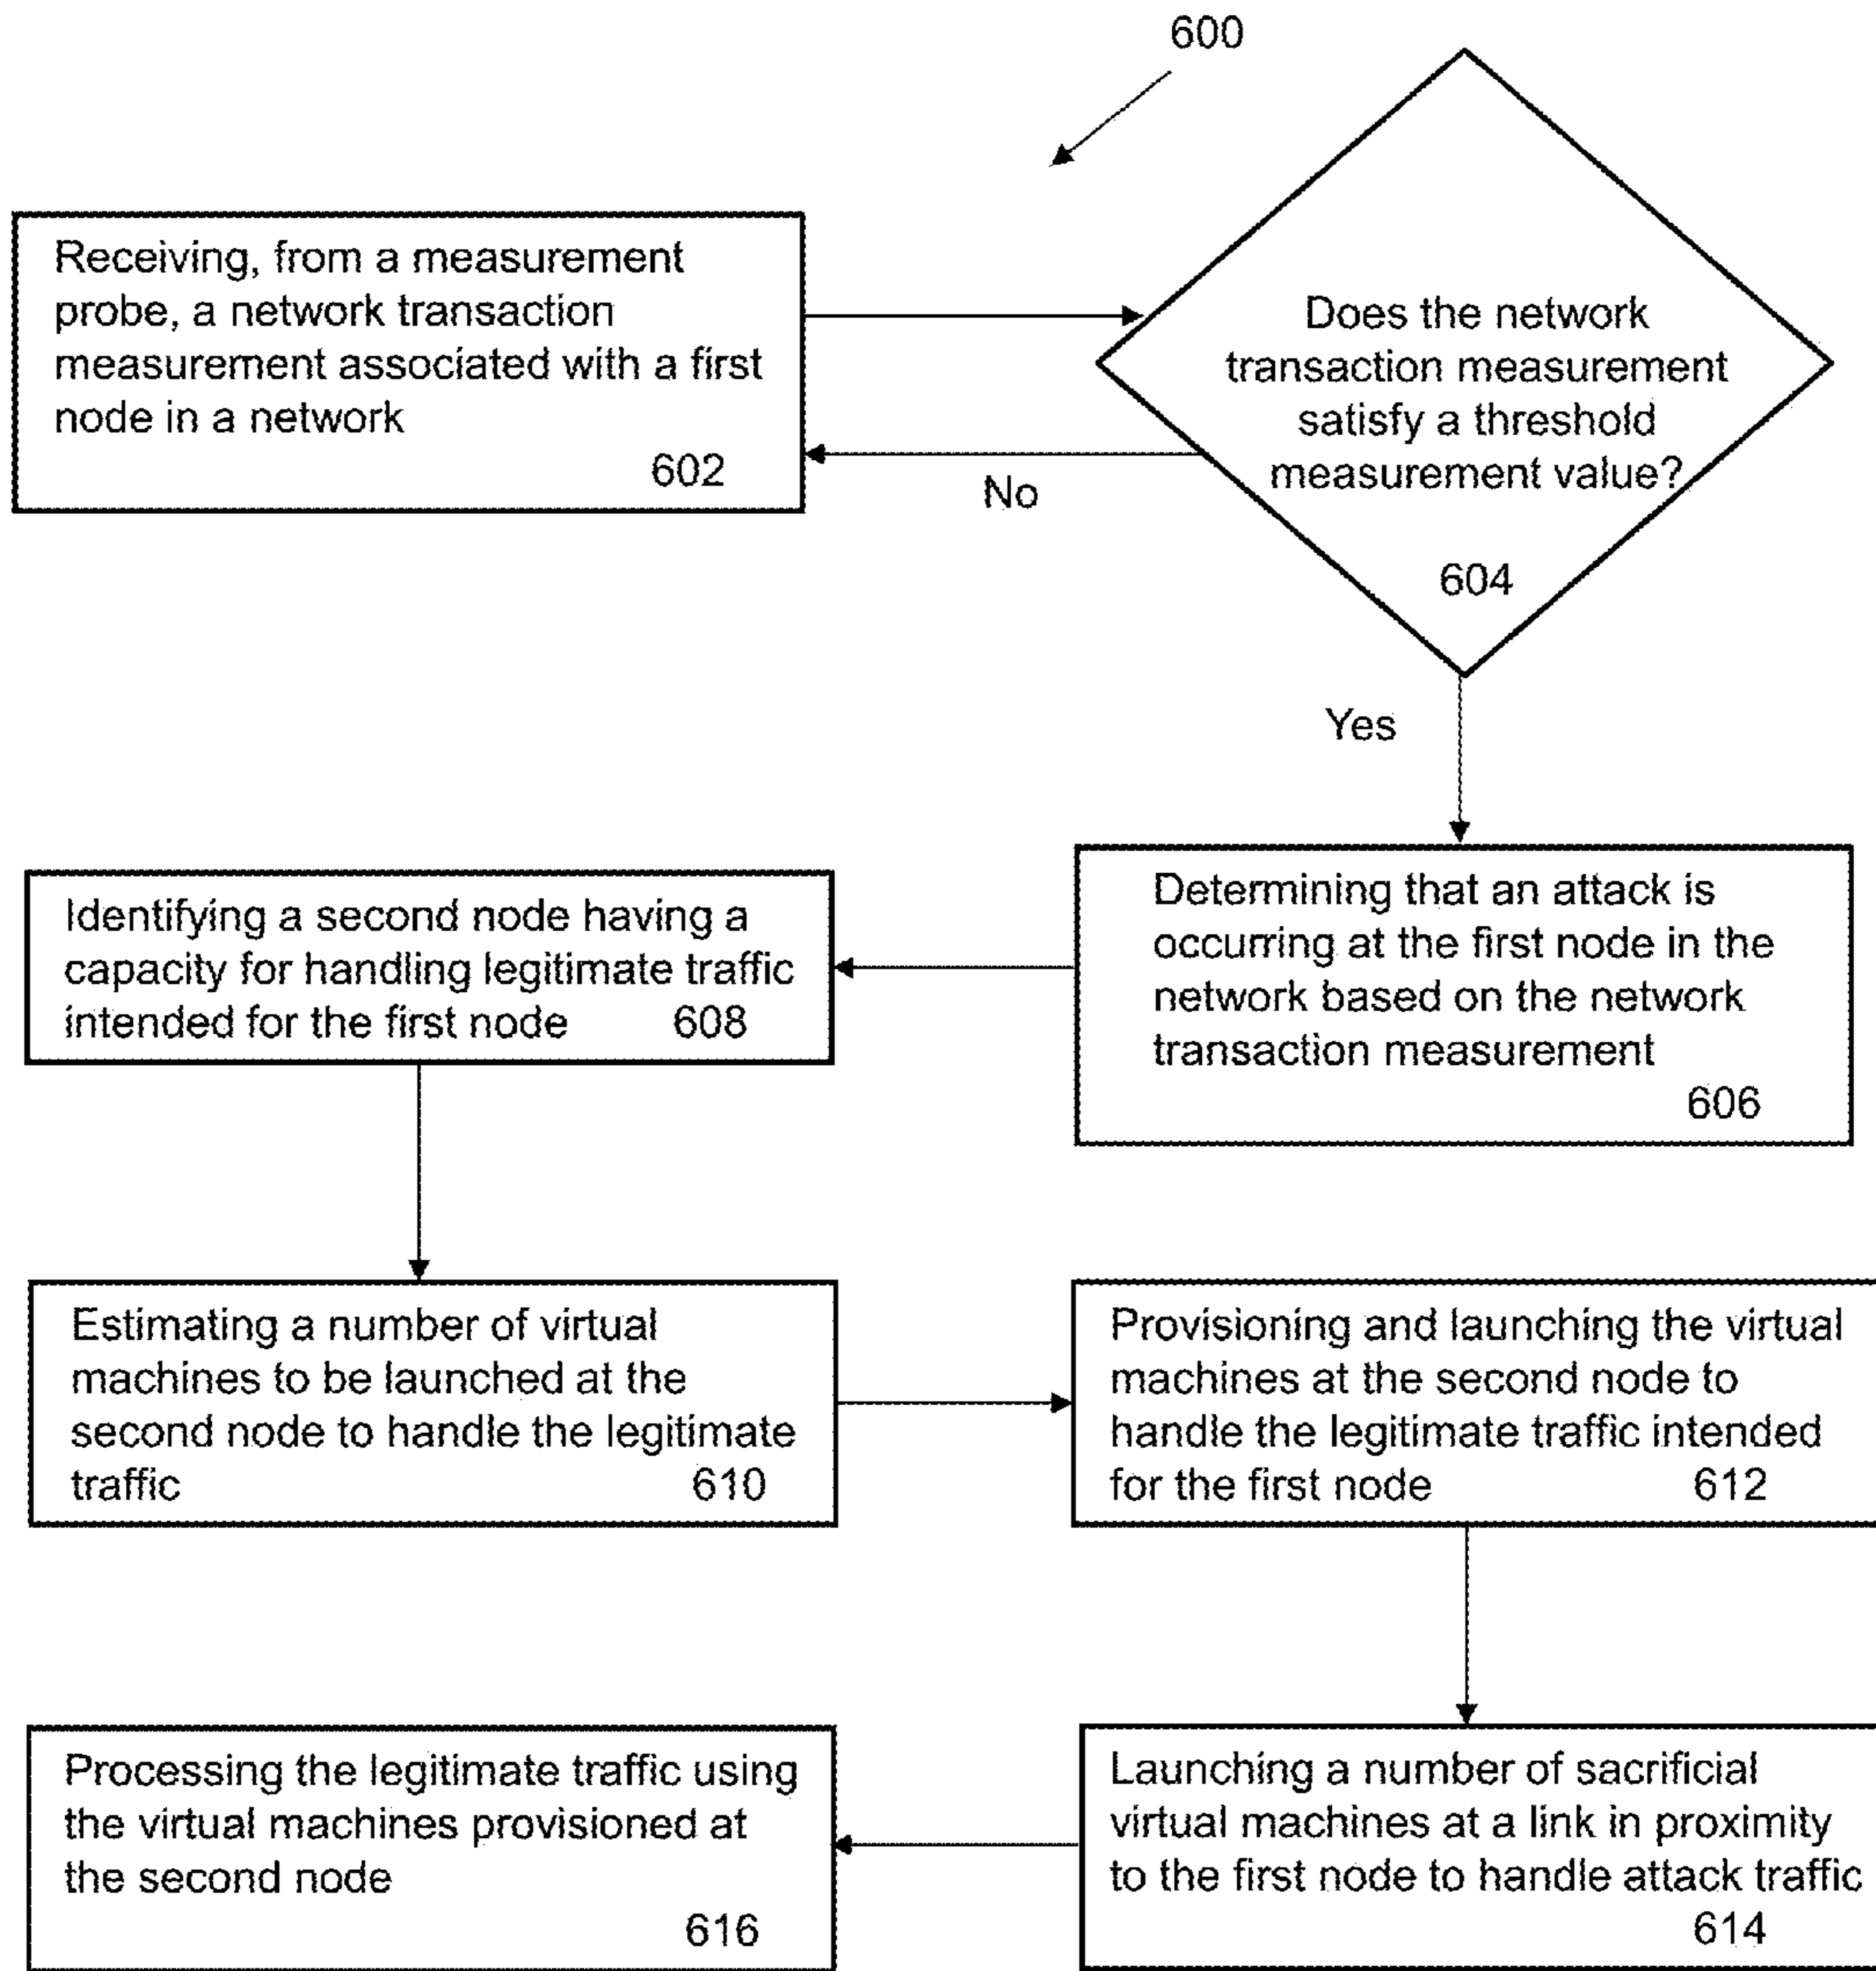 600
Receiving, from a measurement
probe, a network transaction
measurement associated with a first
node in a network
602
Does the network
transaction measurement
satisfy a threshold
measurement value?
604
No
Yes
Determining that an attack is
occurring at the first node in the
network based on the network
transaction measurement
606
Identifying a second node having a
capacity for handling legitimate traffic
intended for the first node 608
Estimating a number of virtual
machines to be launched at the
second node to handle the legitimate
traffic 610
Provisioning and launching the virtual
machines at the second node to
handle the legitimate traffic intended
for the first node 612
Launching a number of sacrificial
virtual machines at a link in proximity
to the first node to handle attack traffic
614
Processing the legitimate traffic using
the virtual machines provisioned at
the second node
616